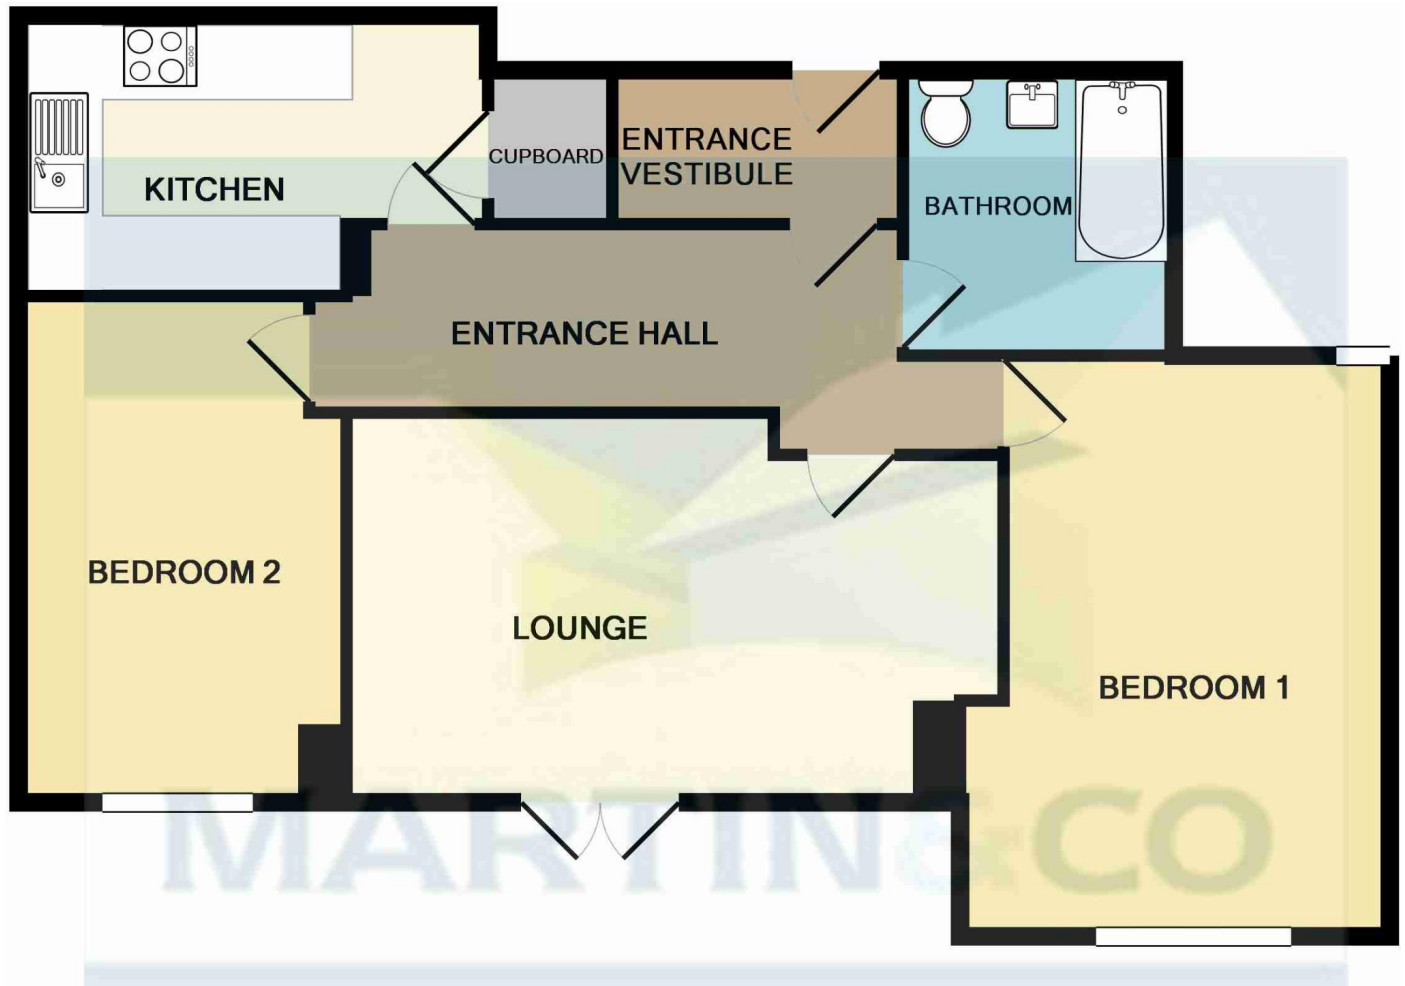 ENTRANCE
VESTIBULE
CUPBOARD
KITCHEN
BATHROOM
ENTRANCE HALL
BEDROOM 2
LOUNGE
BEDROOM 1
MARTIN&CO